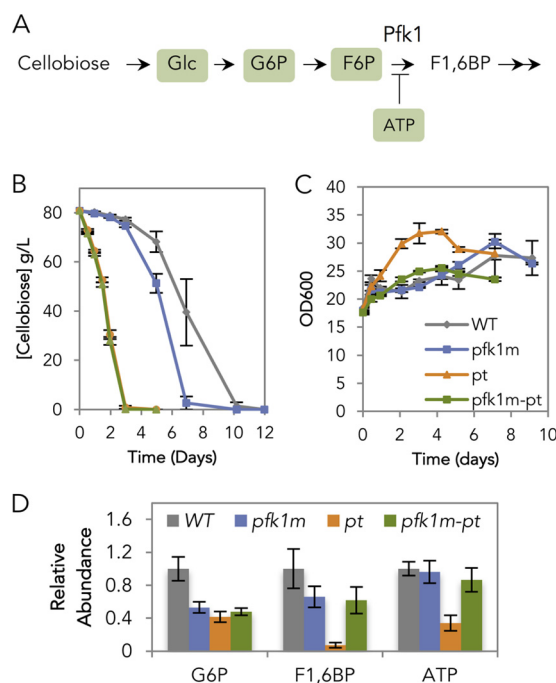 A
Pfk1
Cellobiose Glc G6P F6P F1,6BP
ATP
B
[Cellobiose] g/L
80
60
40
20
0
0 2 4 6 8 10 12
Time (Days)
C
OD600
40
35
30
25
20
15
10
5
0
WT
pfk1m
pt
pfk1m-pt
0 2 4 6 8 10
Time (days)
D
WT pfk1m pt pfk1m-pt
Relative
Abundance
1.6
1.2
0.8
0.4
0
G6P F1,6BP ATP